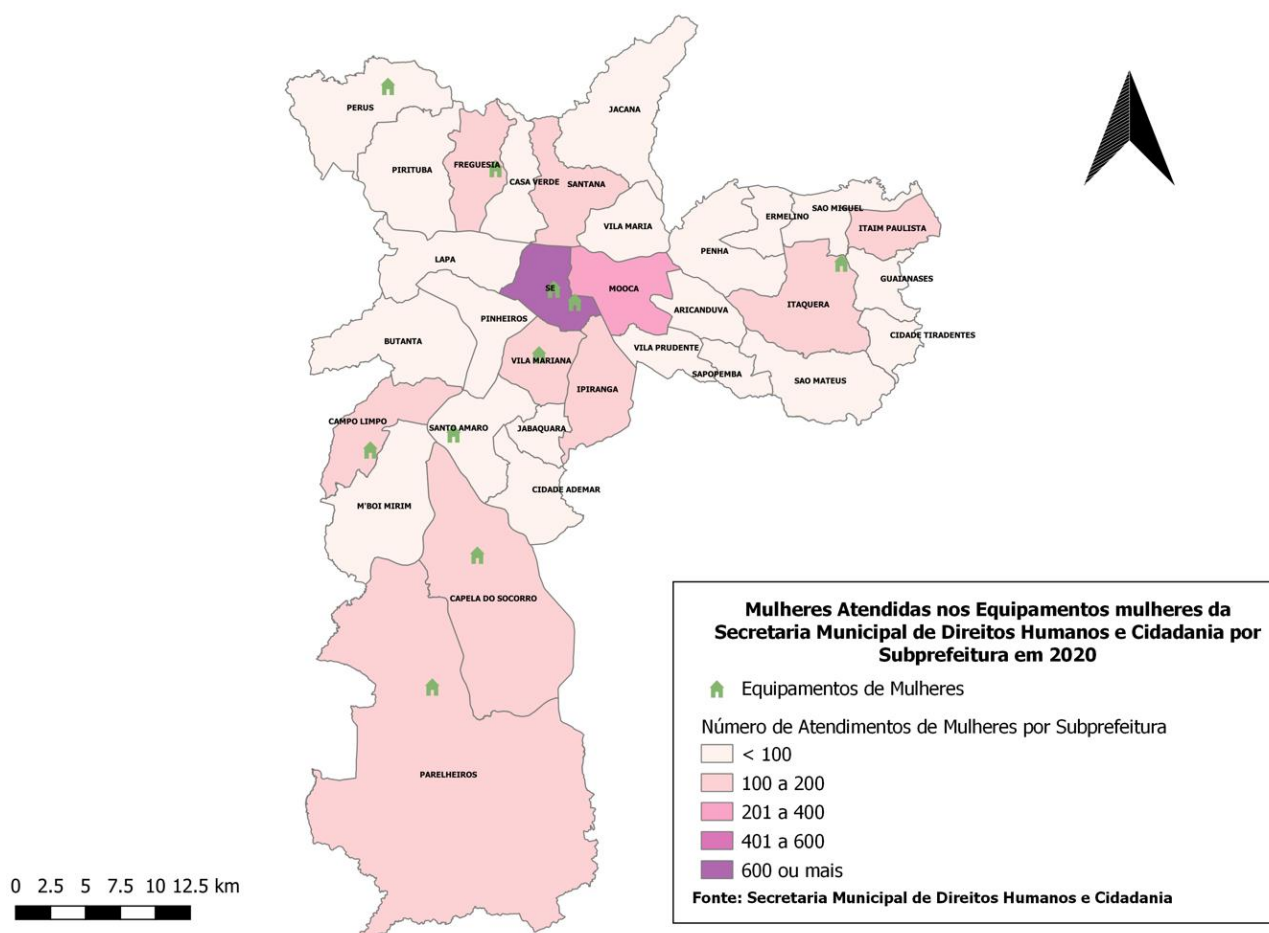 JACANA
PERUS
PIRITUBA
FREGUESIA
CASA VERDE
SANTANA
VILA MARIA
ERMELINO
SAO MIGUEL
ITAIM PAULISTA
PENHA
LAPA
SE
MOOCA
GUAIANASES
ITAQUERA
ARICANDUVA
PINHEIROS
BUTANTA
CIDADE TIRADENTES
VILA PRUDENTE
VILA MARIANA
SAPOPEMBA
SAO MATEUS
IPIRANGA
CAMPO LIMPO
SANTO AMARO
JABAQUARA
CIDADE ADEMAR
M'BOI MIRIM
CAPELA DO SOCORRO
PARELHEIROS
Mulheres Atendidas nos Equipamentos mulheres da
Secretaria Municipal de Direitos Humanos e Cidadania por
Subprefeitura em 2020
Equipamentos de Mulheres
Número de Atendimentos de Mulheres por Subprefeitura
< 100
100 a 200
201 a 400
401 a 600
600 ou mais
Fonte: Secretaria Municipal de Direitos Humanos e Cidadania
0 2.5 5 7.5 10 12.5 km